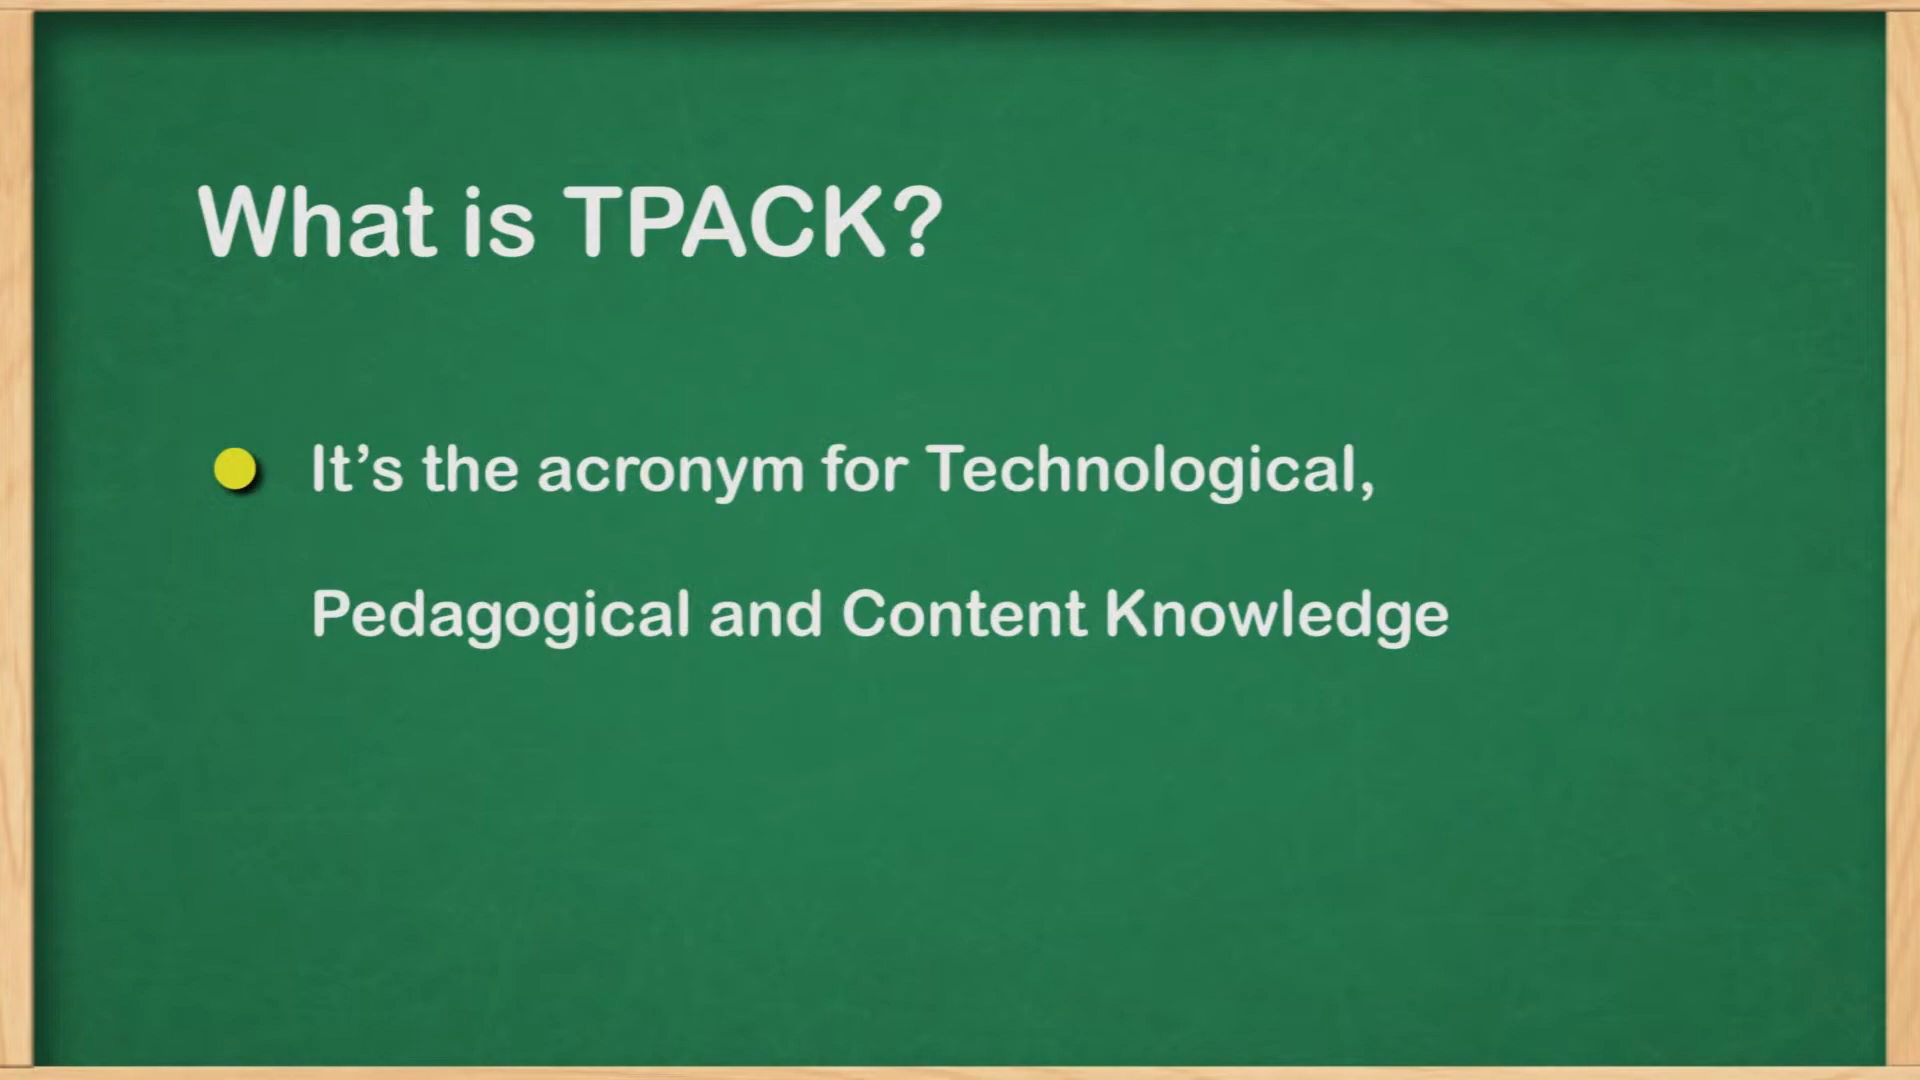 What is TPACK?
It’s the acronym for Technological,
Pedagogical and Content Knowledge